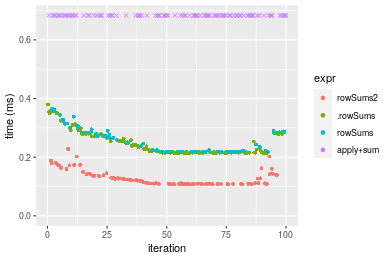 0.6
0.4
0.2
0.0
time (ms)
0
25
50
75
100
iteration
expr
rowSums2
.rowSums
rowSums
apply+sum